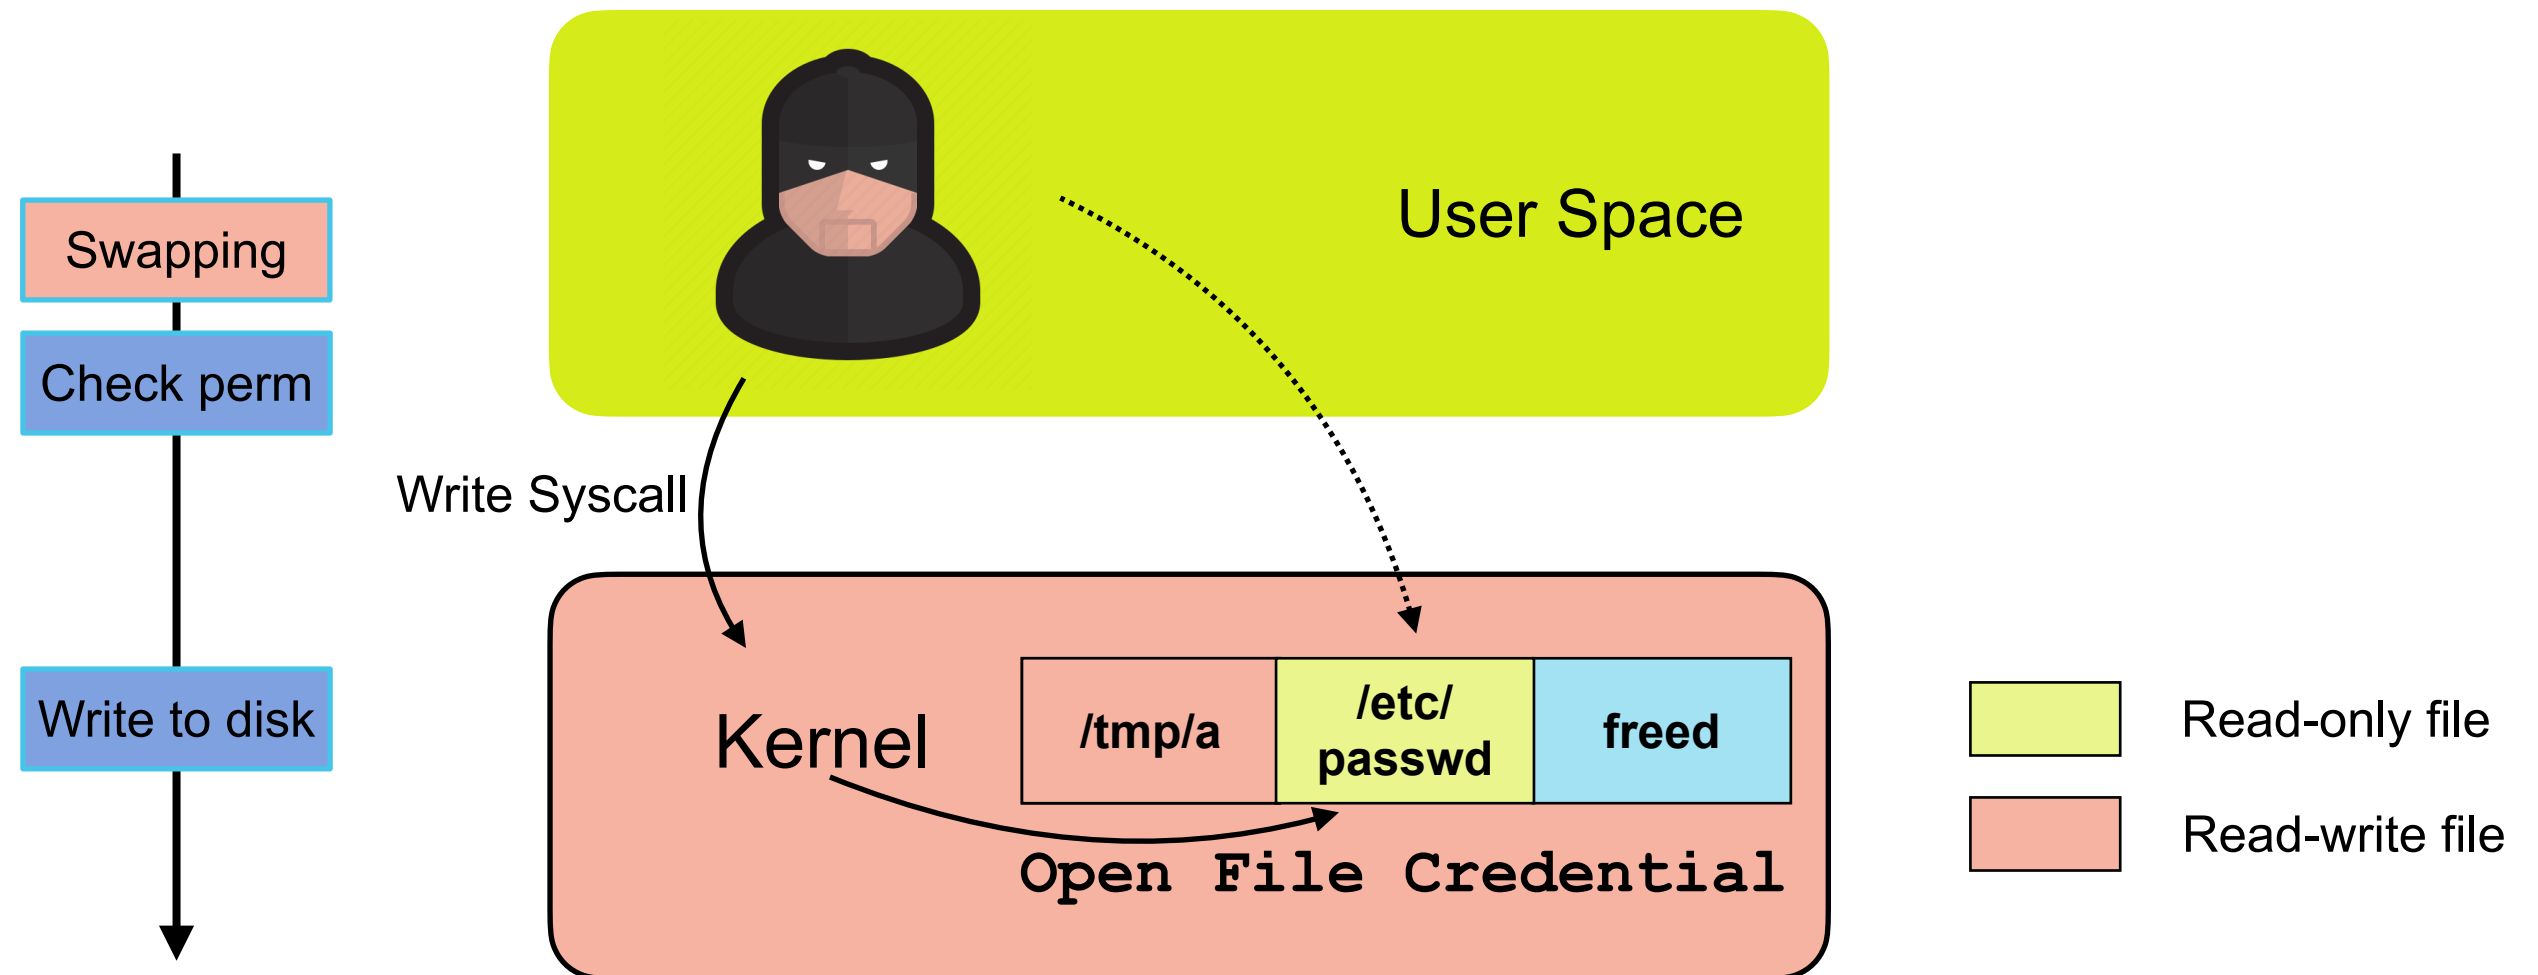 Swapping
Check perm
Write to disk
User Space
Write Syscall
Kernel
/tmp/a
/etc/
passwd
freed
Open File Credential
Read-only file
Read-write file